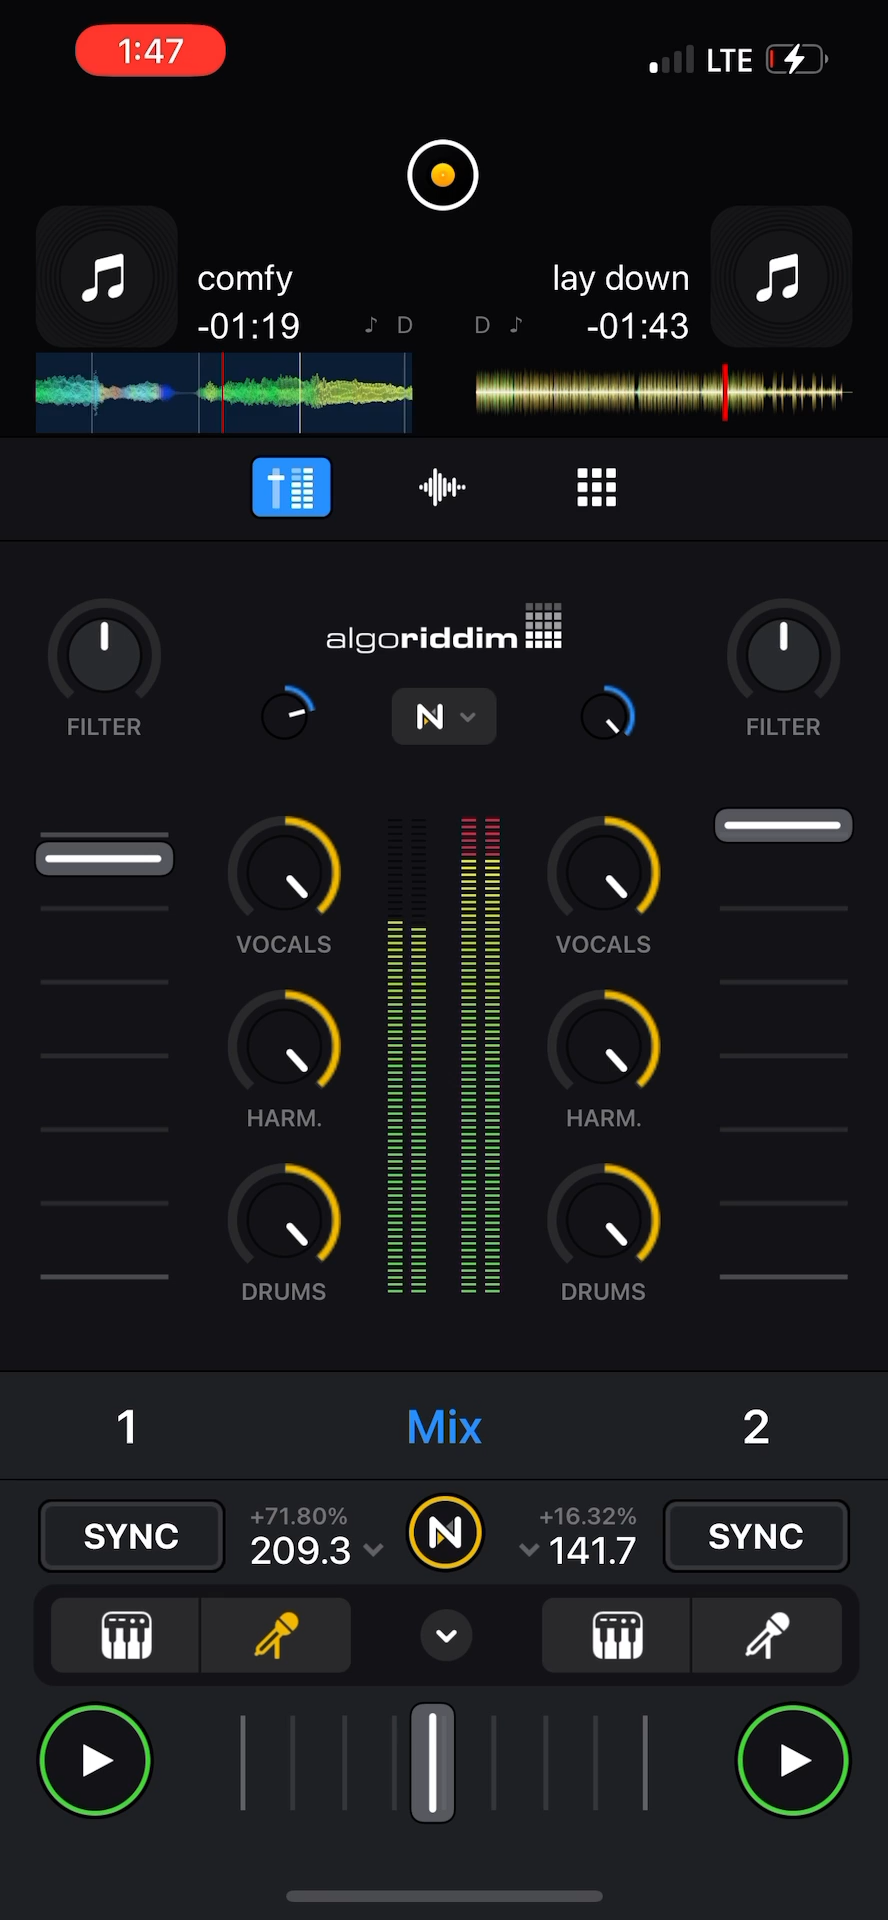 1:47
LTE
comfy
-01:19
D
D
lay down
-01:43
algoriddim
FILTER
FILTER
VOCALS
VOCALS
HARM.
HARM.
DRUMS
DRUMS
1
Mix
2
SYNC
+71.80%
209.3
+16.32%
141.7
SYNC